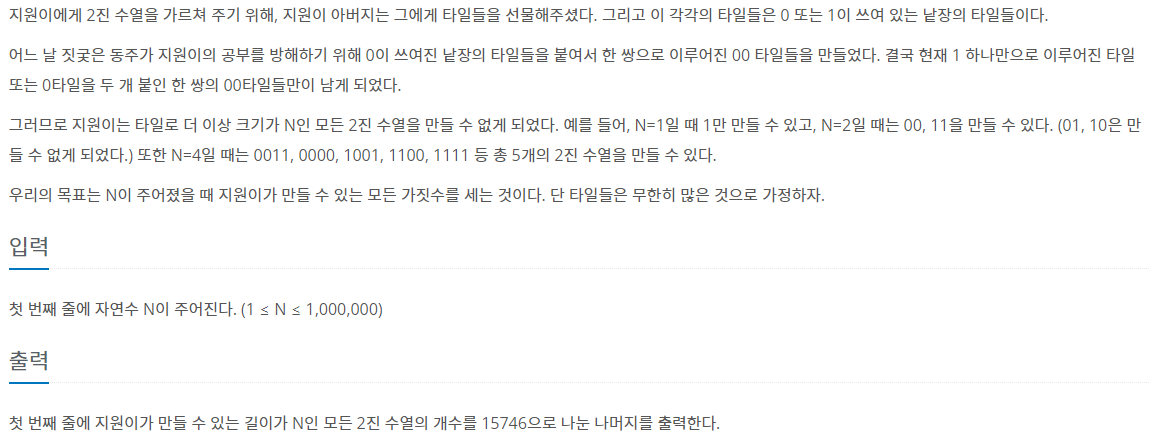 지원이에게 2진 수열을 가르쳐 주기 위해, 지원이 아버지는 그에게 타일들을 선물해주셨다. 그리고 이 각각의 타일들은 0 또는 1이 쓰여 있는 낱장의 타일들이다.
어느 날 짓궂은 동주가 지원이의 공부를 방해하기 위해 0이 쓰여진 낱장의 타일들을 붙여서 한 쌍으로 이루어진 00 타일들을 만들었다. 결국 현재 1 하나만으로 이루어진 타일
또는 0타일을 두 개 붙인 한 쌍의 00타일들만이 남게 되었다.
그러므로 지원이는 타일로 더 이상 크기가 N인 모든 2진 수열을 만들 수 없게 되었다. 예를 들어, N=1일 때 1만 만들 수 있고, N=2일 때는 00, 11을 만들 수 있다. (01, 10은 만
들 수 없게 되었다.) 또한 N=4일 때는 0011, 0000, 1001, 1100, 1111 등 총 5개의 2진 수열을 만들 수 있다.
우리의 목표는 N이 주어졌을 때 지원이가 만들 수 있는 모든 가짓수를 세는 것이다. 단 타일들은 무한히 많은 것으로 가정하자.
입력
첫 번째 줄에 자연수 N이 주어진다. (1 ≤ N ≤ 1,000,000)
출력
첫 번째 줄에 지원이가 만들 수 있는 길이가 N인 모든 2진 수열의 개수를 15746으로 나눈 나머지를 출력한다.